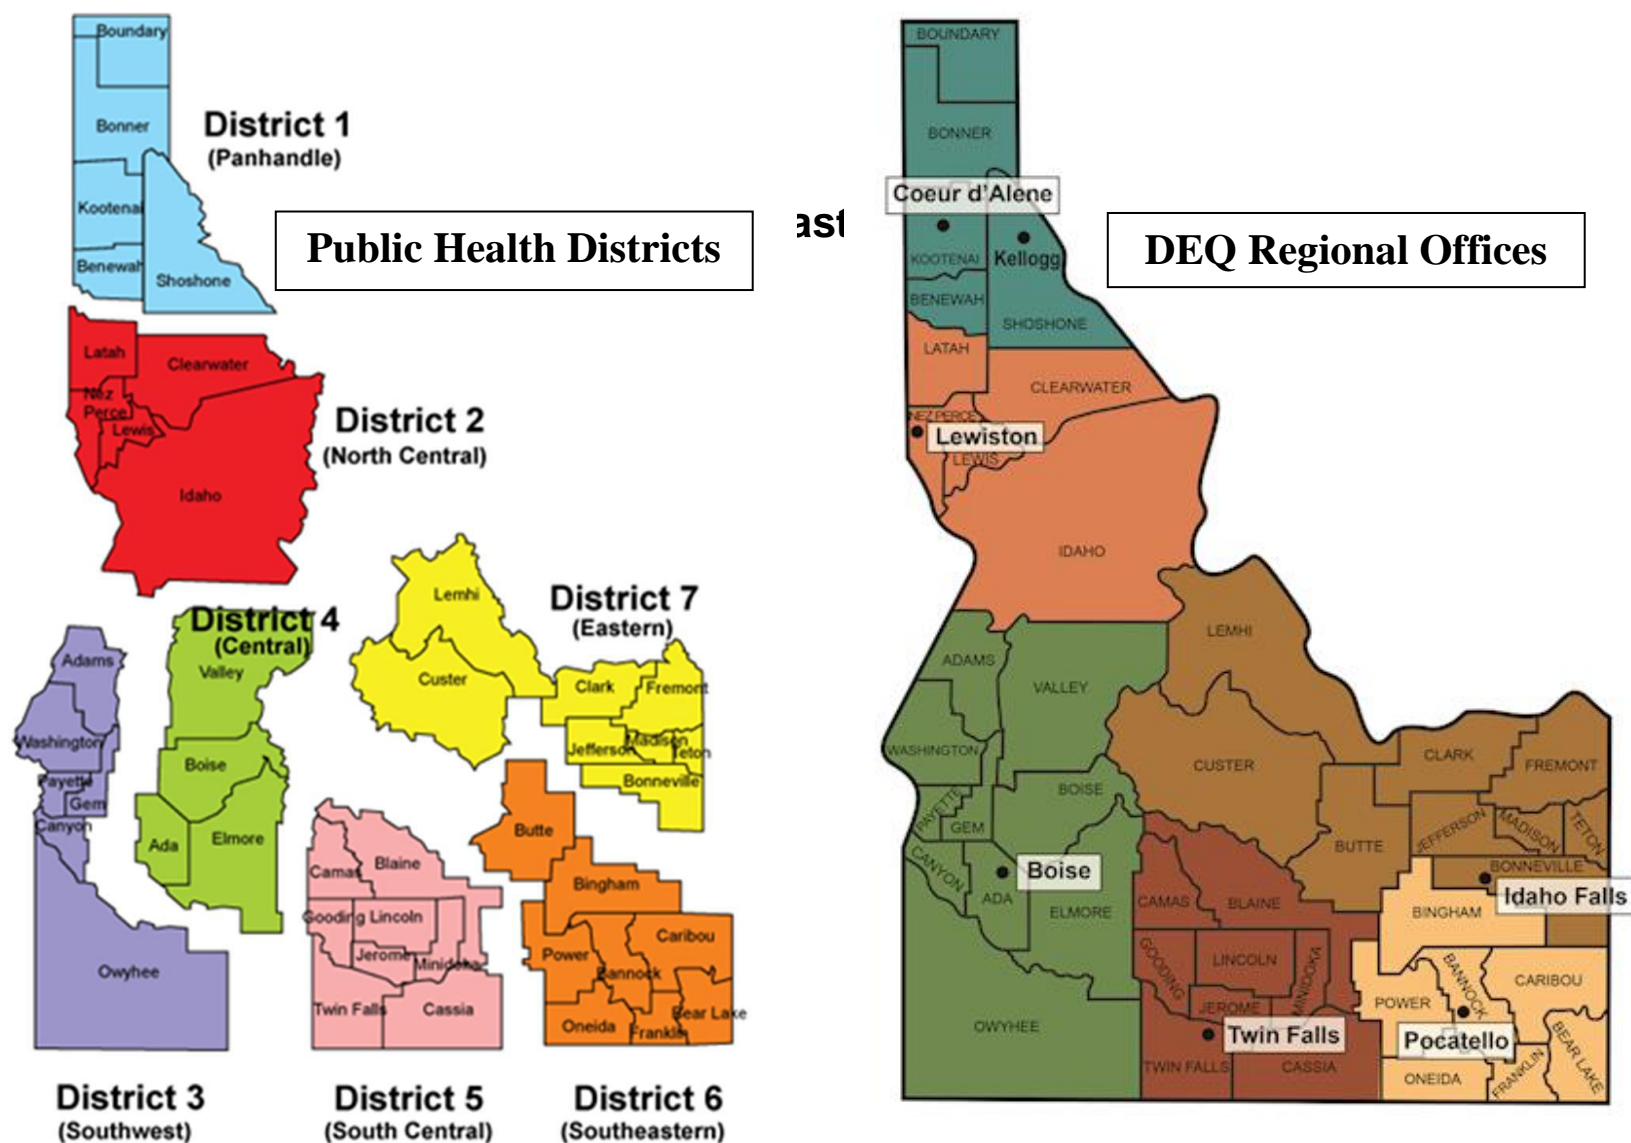 Boundary
Bonner
District 1
(Panhandle)
Kootenai
Benewah
Shoshone
Public Health Districts
Latah
Clearwater
Nez
Perce
Lewis
District 2
(North Central)
Idaho
District 4
(Central)
Valley
Boise
Ada
Elmore
Adams
Washington
Payette
Gem
Canyon
Owyhee
District 3
(Southwest)
Lemhi
District 7
(Eastern)
Custer
Clark
Fremont
Jefferson
Madison
Teton
Bonneville
Camas
Blaine
Gooding
Lincoln
Jerome
Minidoka
Twin Falls
Cassia
District 5
(South Central)
Butte
Bingham
Power
Caribou
Bannock
Oneida
Franklin
Bear Lake
District 6
(Southeastern)
ast
DEQ Regional Offices
BOUNDARY
BONNER
Coeur d'Alene
KOOTENAI
Kellogg
BENEWAH
SHOSHONE
LATAH
CLEARWATER
NEZ PERCE
Lewiston
LEWIS
IDAHO
ADAMS
VALLEY
WASHINGTON
PAYETTE
GEM
BOISE
CANYON
Boise
ADA
ELMORE
OWYHEE
LEMHI
CUSTER
CLARK
FREMONT
BUTTE
JEFFERSON
MADISON
TETON
BONNEVILLE
Idaho Falls
CAMAS
BLAINE
GOODING
LINCOLN
MINIDOKA
JEROME
Twin Falls
TWIN FALLS
CASSIA
BINGHAM
BANNOCK
CARIBOU
POWER
Pocatello
ONEIDA
FRANKLIN
BEAR LAKE